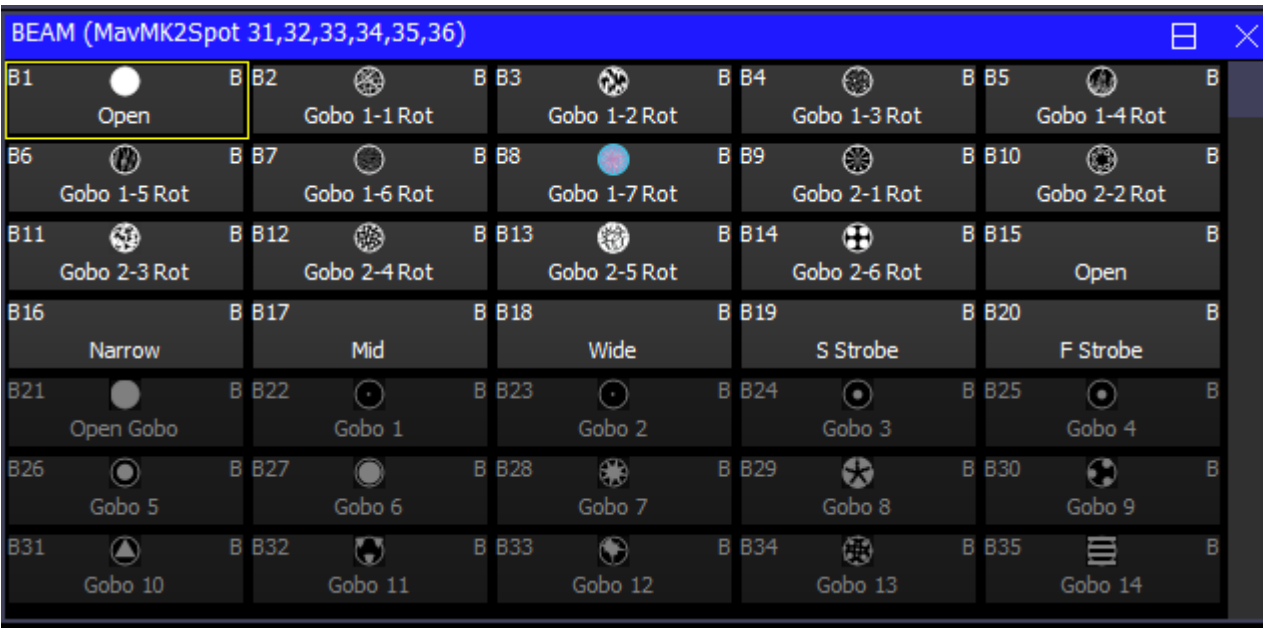 BEAM (MavMK2Spot 31,32,33,34,35,36)
B1 B B2 B B3 B B4 B B5 B
Open Gobo 1-1 Rot Gobo 1-2 Rot Gobo 1-3 Rot Gobo 1-4 Rot
B6 B B7 B B8 B B9 B B10 B
Gobo 1-5 Rot Gobo 1-6 Rot Gobo 1-7 Rot Gobo 2-1 Rot Gobo 2-2 Rot
B11 B B12 B B13 B B14 B B15 B
Gobo 2-3 Rot Gobo 2-4 Rot Gobo 2-5 Rot Gobo 2-6 Rot Open
B16 B B17 B B18 B B19 B B20 B
Narrow Mid Wide S Strobe F Strobe
B21 B B22 B B23 B B24 B B25 B
Open Gobo Gobo 1 Gobo 2 Gobo 3 Gobo 4
B26 B B27 B B28 B B29 B B30 B
Gobo 5 Gobo 6 Gobo 7 Gobo 8 Gobo 9
B31 B B32 B B33 B B34 B B35 B
Gobo 10 Gobo 11 Gobo 12 Gobo 13 Gobo 14